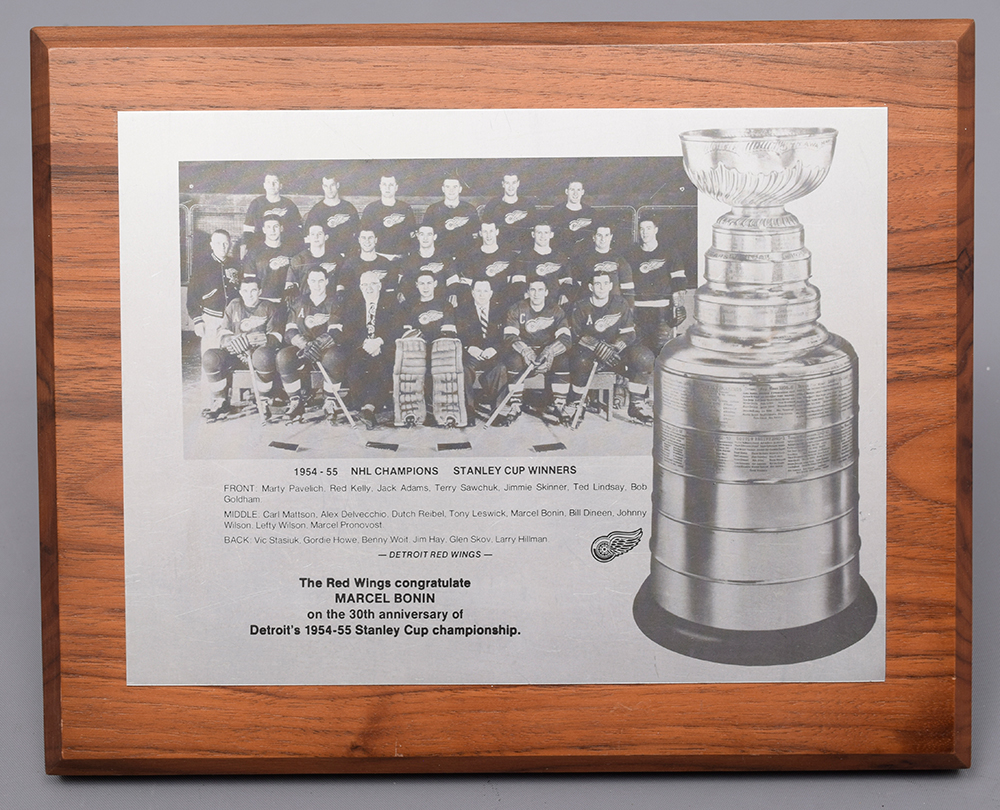 1954-55 NHL CHAMPIONS STANLEY CUP WINNERS
FRONT: Marty Pavelich, Red Kelly, Jack Adams, Terry Sawchuk, Jimmie Skinner, Ted Lindsay, Bob
Goldham.
MIDDLE: Carl Mattson, Alex Delvecchio, Dutch Reibel, Tony Leswick, Marcel Bonin, Bill Dineen, Johnny
Wilson, Lefty Wilson, Marcel Pronovost.
BACK: Vic Stasiuk, Gordie Howe, Benny Woit, Jim Hay, Glen Skov, Larry Hillman.
— DETROIT RED WINGS —
The Red Wings congratulate
MARCEL BONIN
on the 30th anniversary of
Detroit's 1954-55 Stanley Cup championship.